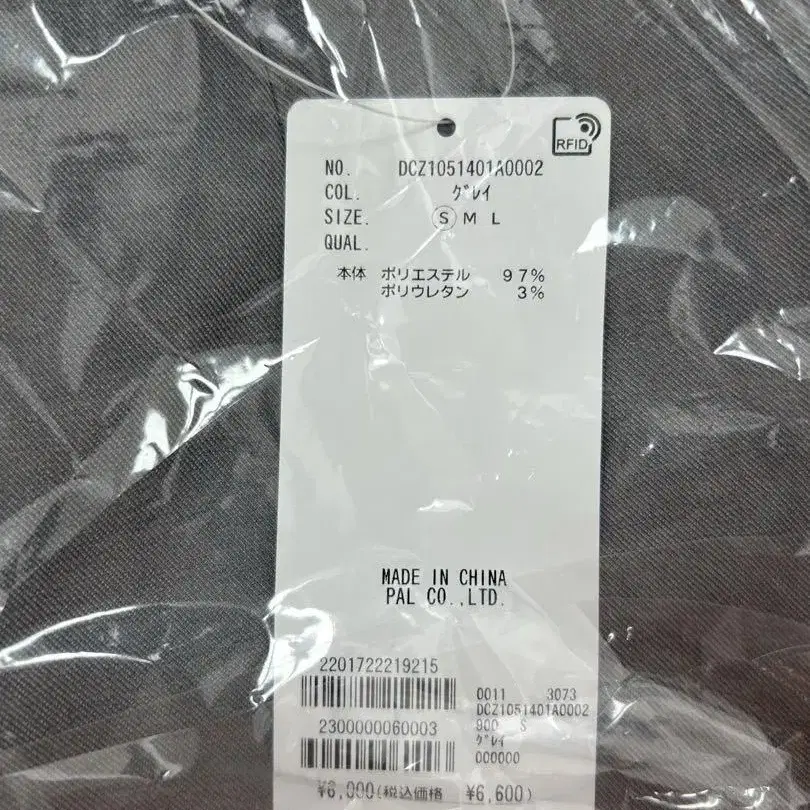 RFID
NO. DCZ1051401A0002
COL. グレイ
SIZE. S M L
QUAL.
本体 ポリエステル 97%
ポリウレタン 3%
MADE IN CHINA
PAL CO.,LTD.
2201722219215
0011 3073
DCZ1051401A0002
2300000060003
900 S
グレイ
000000
¥6,000(税込価格 ¥6,600)